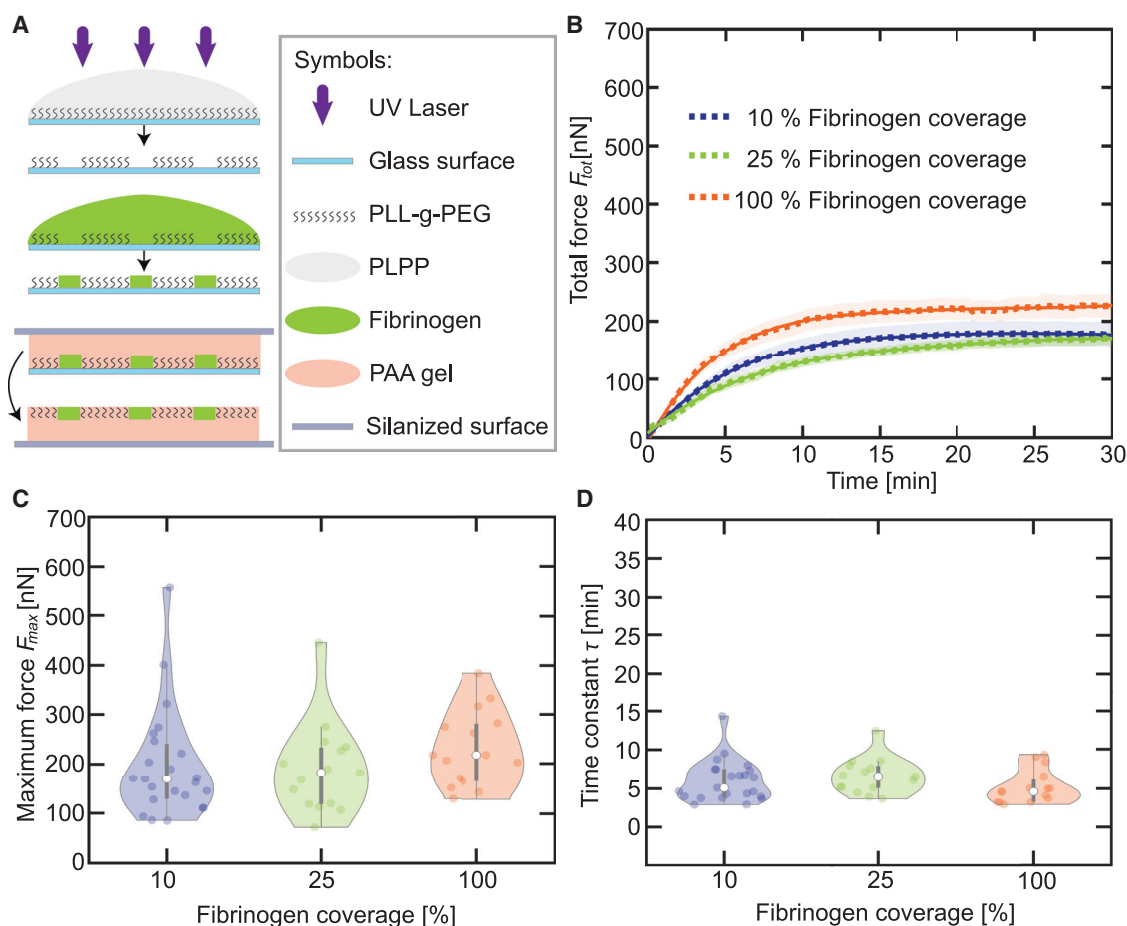 A
Symbols:
UV Laser
Glass surface
PLL-g-PEG
PLPP
Fibrinogen
PAA gel
Silanized surface
B
700
600
500
400
300
200
100
0
Total force F_tot [nN]
10 % Fibrinogen coverage
25 % Fibrinogen coverage
100 % Fibrinogen coverage
0 5 10 15 20 25 30
Time [min]
C
700
600
500
400
300
200
100
0
Maximum force F_max [nN]
10 25 100
Fibrinogen coverage [%]
D
40
35
30
25
20
15
10
5
0
Time constant τ [min]
10 25 100
Fibrinogen coverage [%]